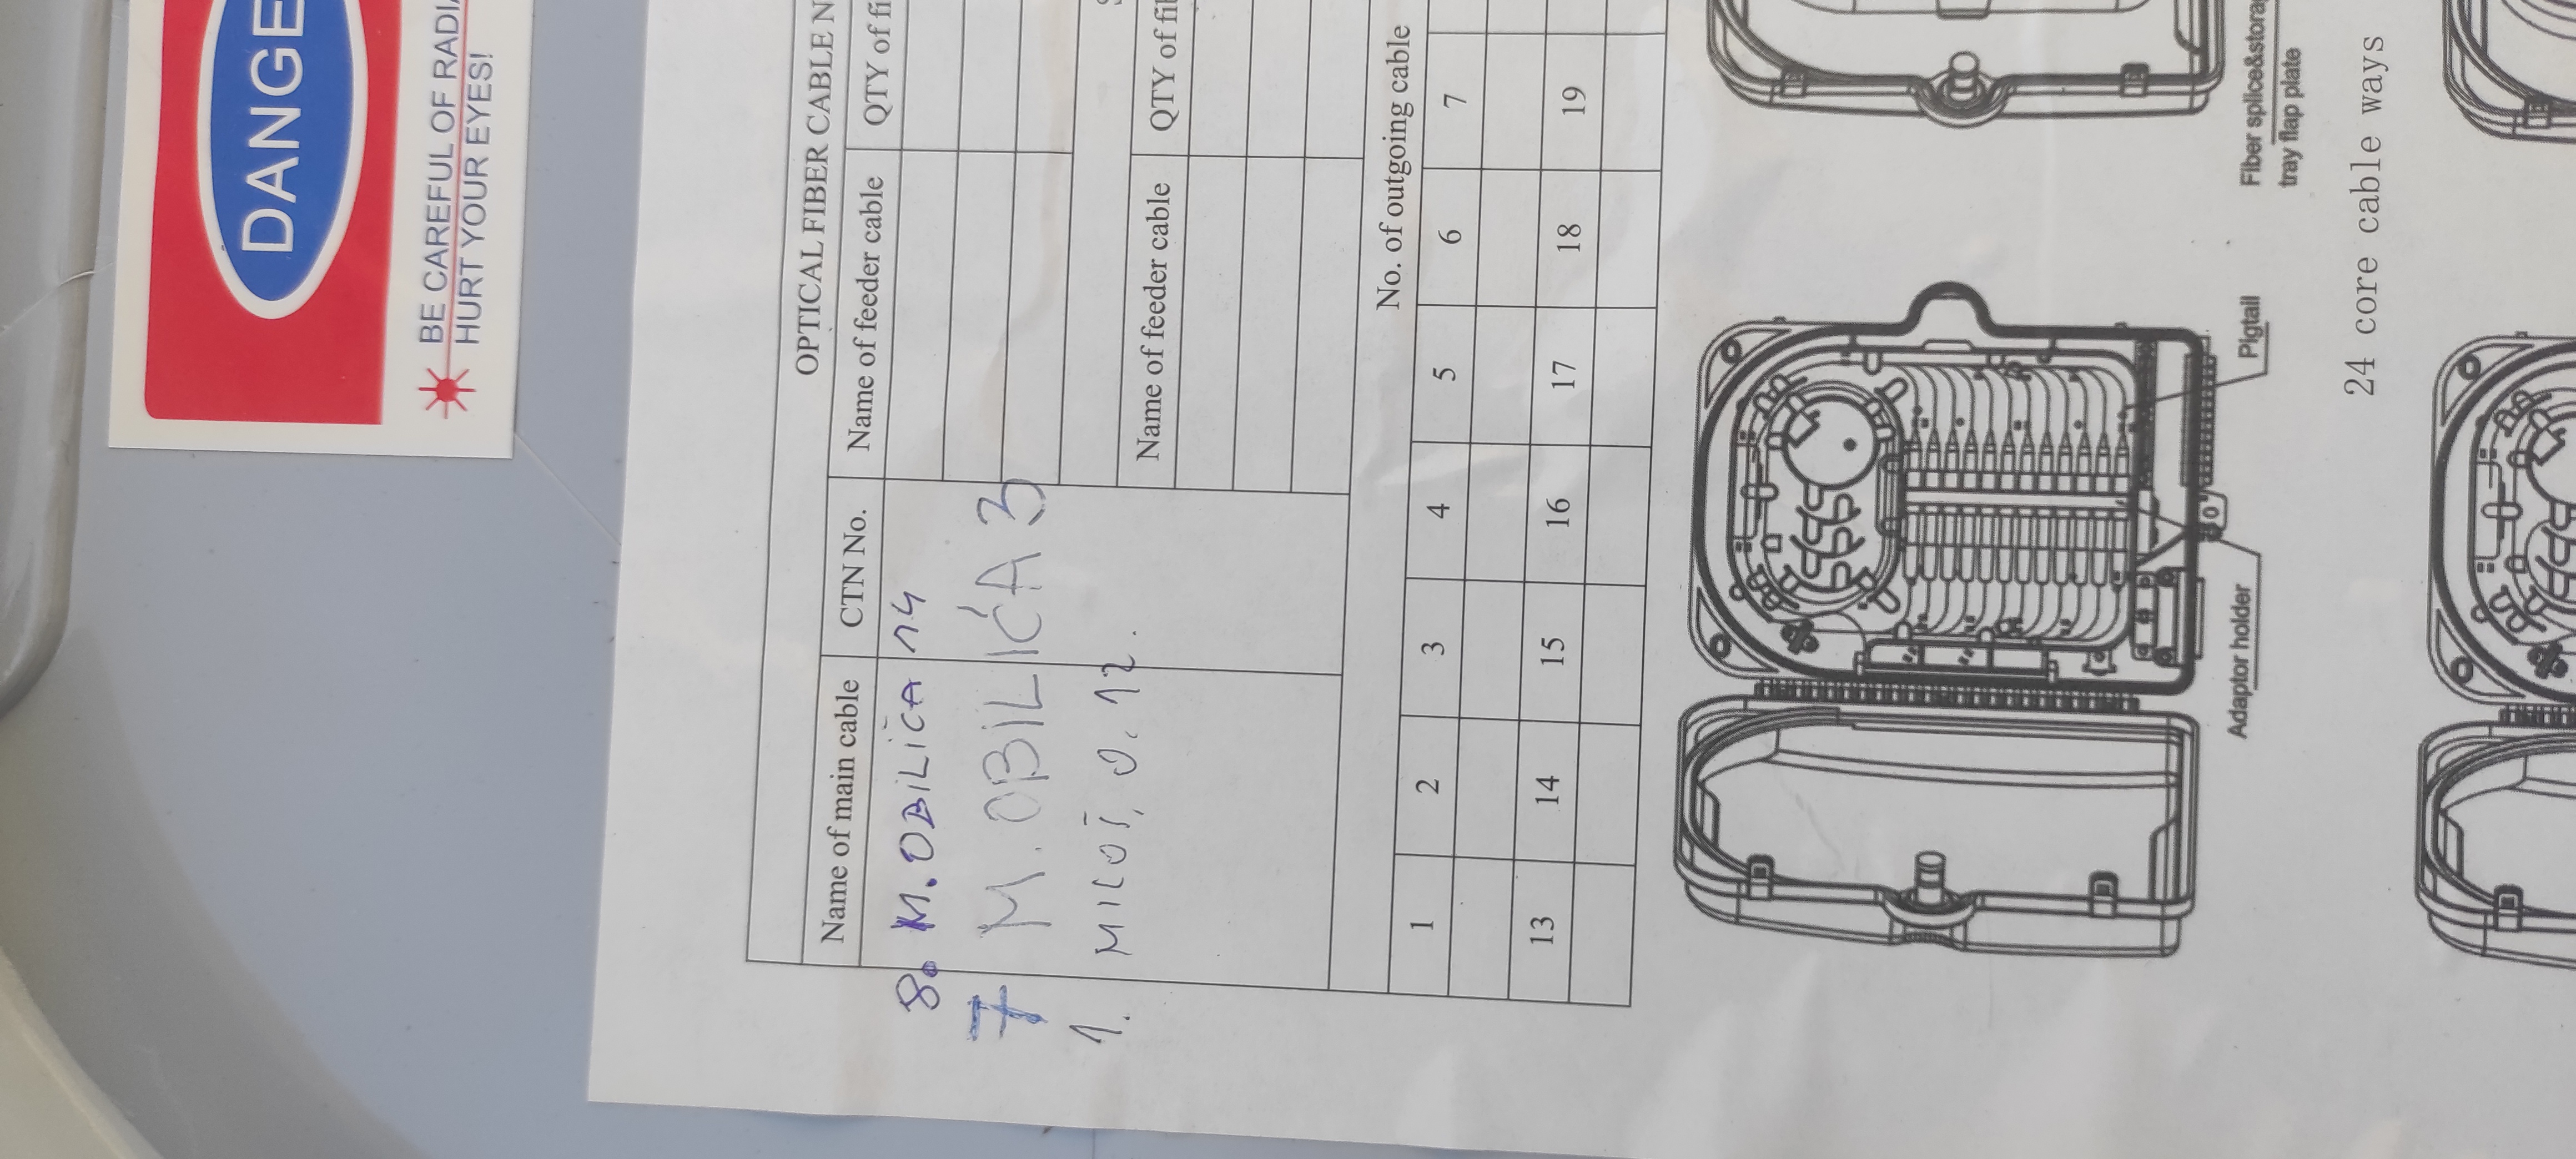 DANGE
BE CAREFUL OF RADI
HURT YOUR EYES!
OPTICAL FIBER CABLE N
Name of main cable CTN No. Name of feeder cable QTY of fi
8. M.OBILIĆA 14
7 M.OBILIĆA 3
1. 12.
Name of feeder cable QTY of fi
No. of outgoing cable
1 2 3 4 5 6 7
13 14 15 16 17 18 19
Adaptor holder
Pigtail
Fiber splice&storag
tray flap plate
24 core cable ways